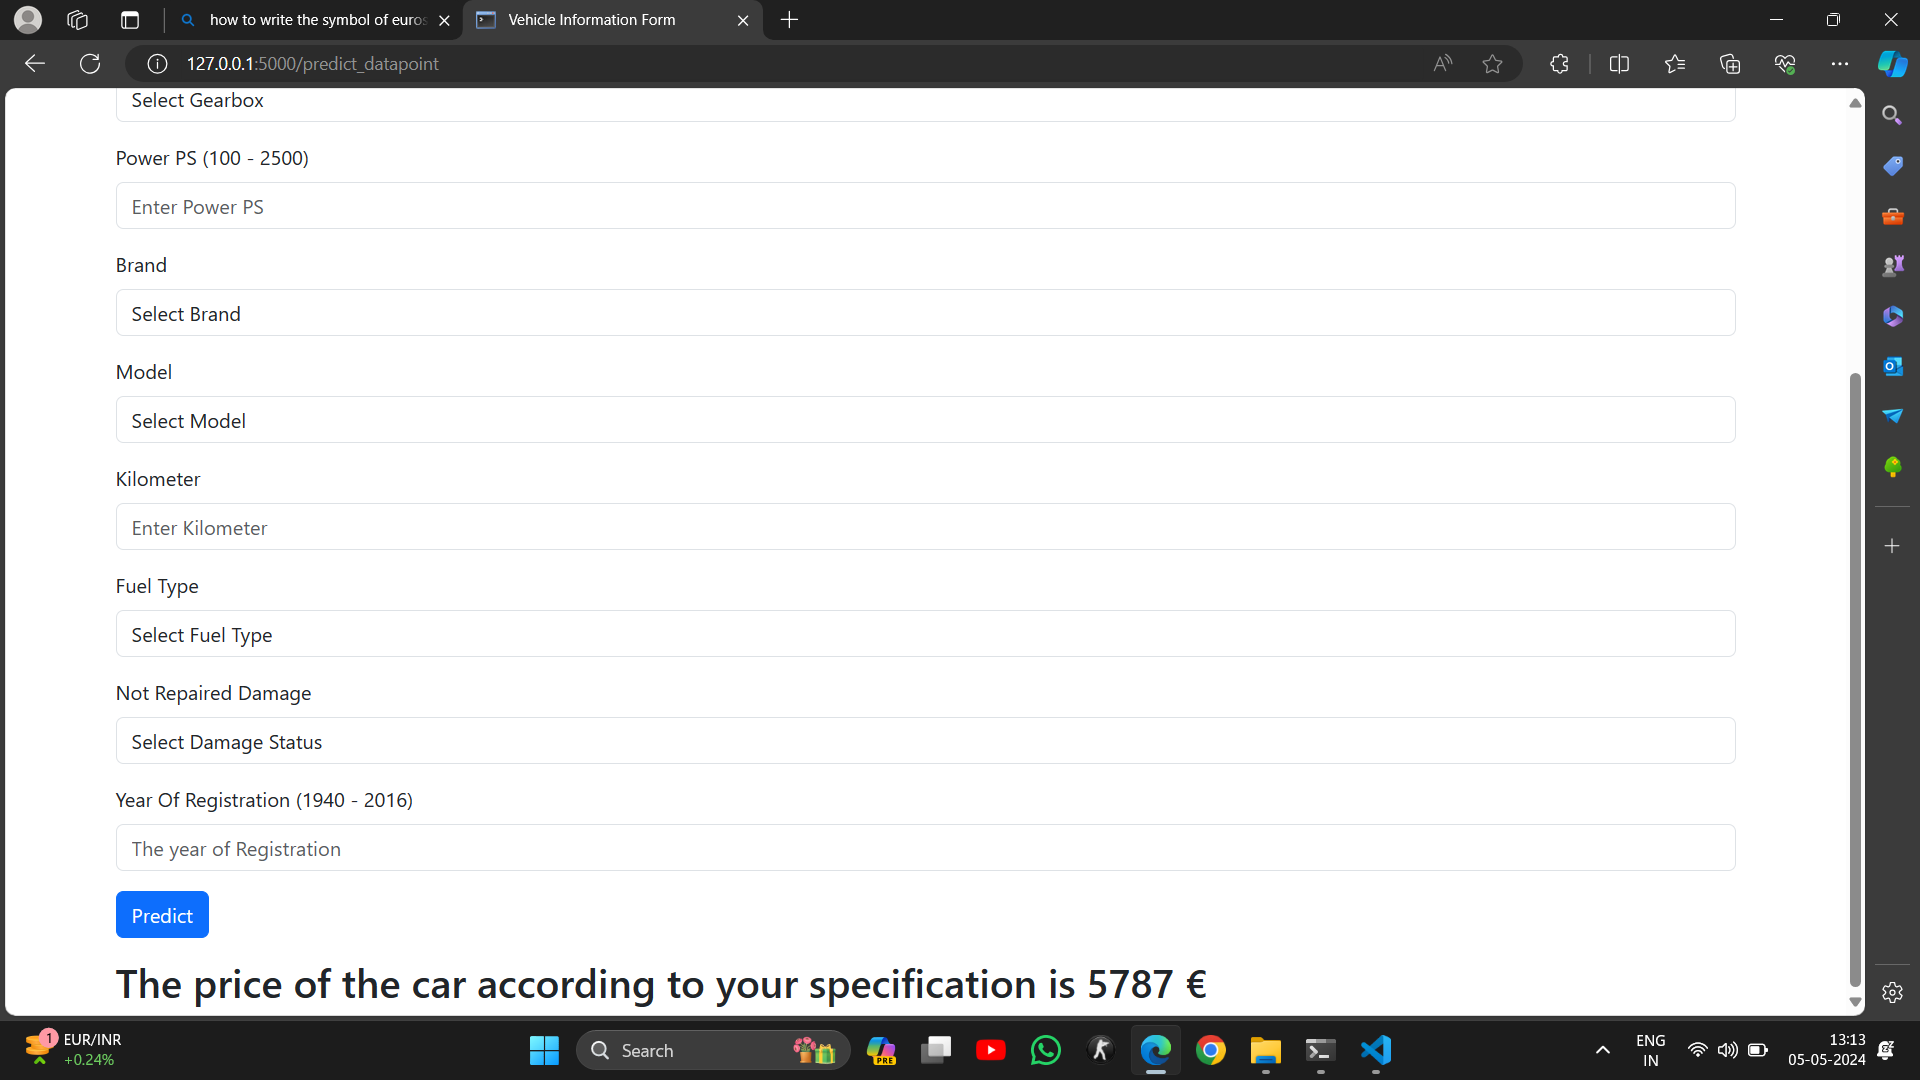 how to write the symbol of euros
Vehicle Information Form
127.0.0.1:5000/predict_datapoint
Select Gearbox
Power PS (100 - 2500)
Enter Power PS
Brand
Select Brand
Model
Select Model
Kilometer
Enter Kilometer
Fuel Type
Select Fuel Type
Not Repaired Damage
Select Damage Status
Year Of Registration (1940 - 2016)
The year of Registration
Predict
The price of the car according to your specification is 5787 €
1
EUR/INR
+0.24%
Search
PRE
ENG
IN
13:13
05-05-2024